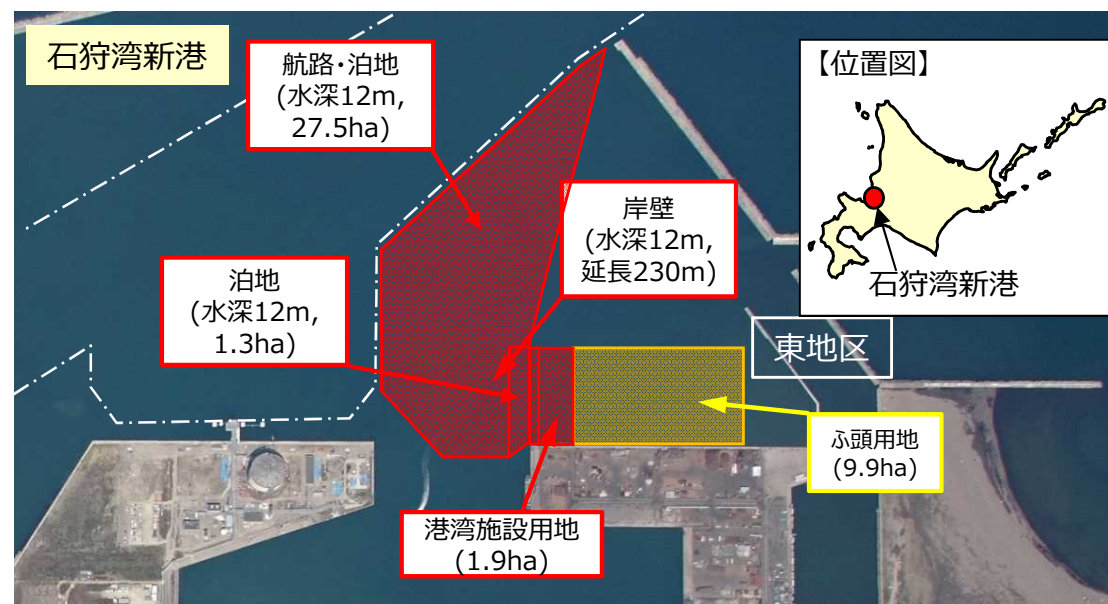 石狩湾新港
航路・泊地
(水深12m,
27.5ha)
【位置図】
石狩湾新港
岸壁
(水深12m,
延長230m)
泊地
(水深12m,
1.3ha)
東地区
ふ頭用地
(9.9ha)
港湾施設用地
(1.9ha)